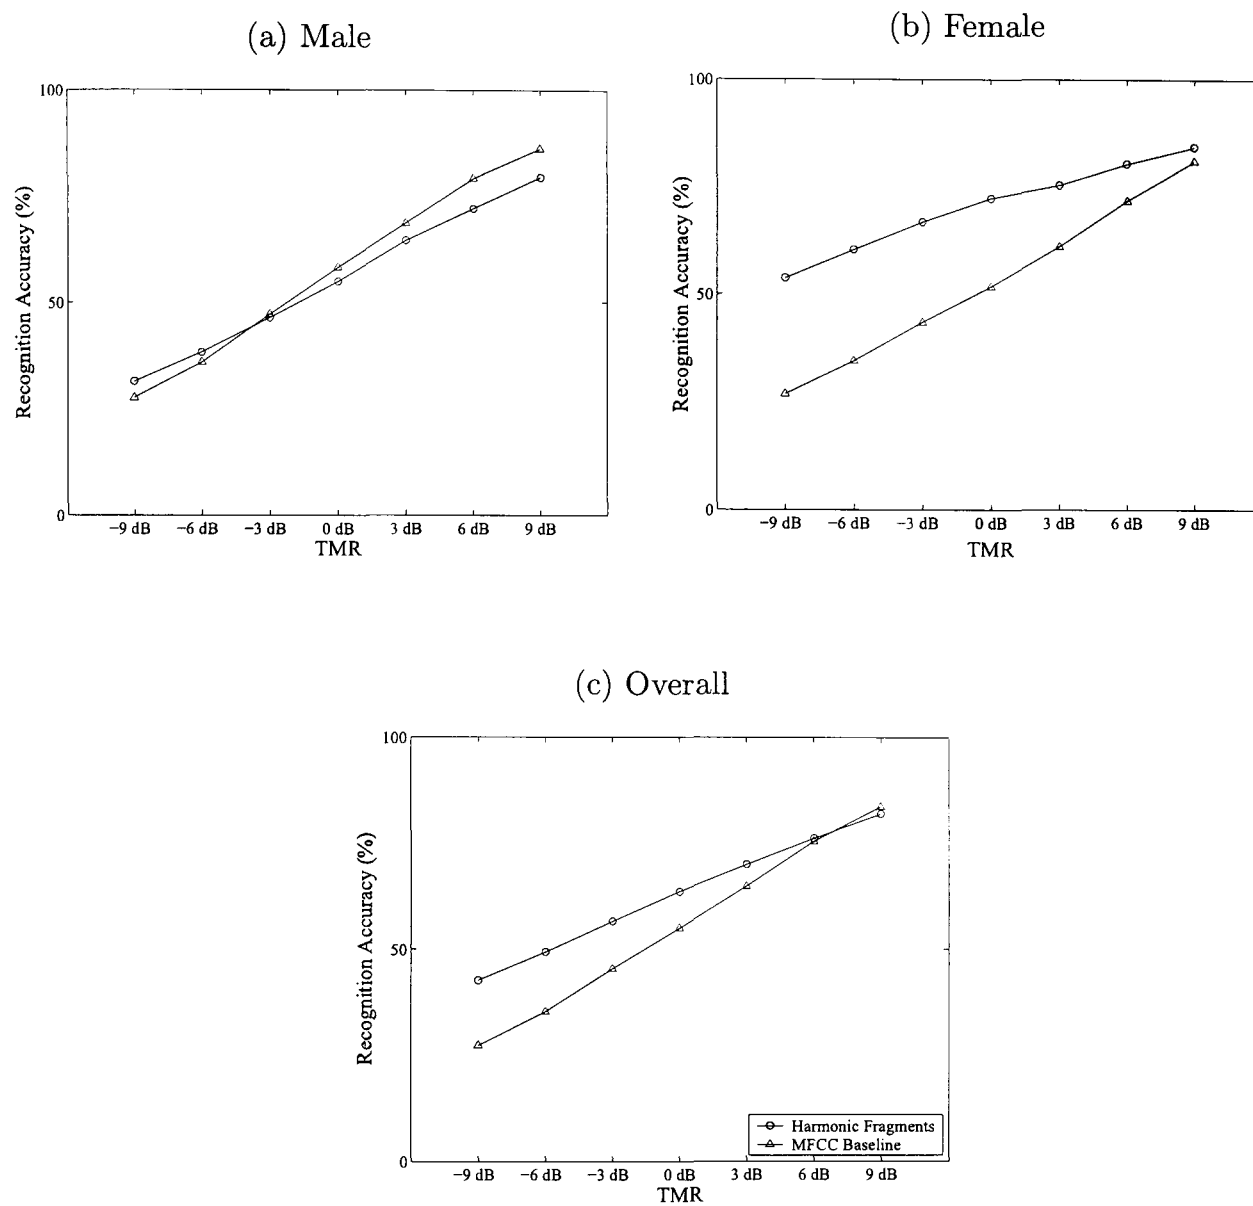 (a) Male
100
50
0
Recognition Accuracy (%)
−9 dB −6 dB −3 dB 0 dB 3 dB 6 dB 9 dB
TMR
(b) Female
100
50
0
Recognition Accuracy (%)
−9 dB −6 dB −3 dB 0 dB 3 dB 6 dB 9 dB
TMR
(c) Overall
100
50
0
Recognition Accuracy (%)
Harmonic Fragments
MFCC Baseline
−9 dB −6 dB −3 dB 0 dB 3 dB 6 dB 9 dB
TMR